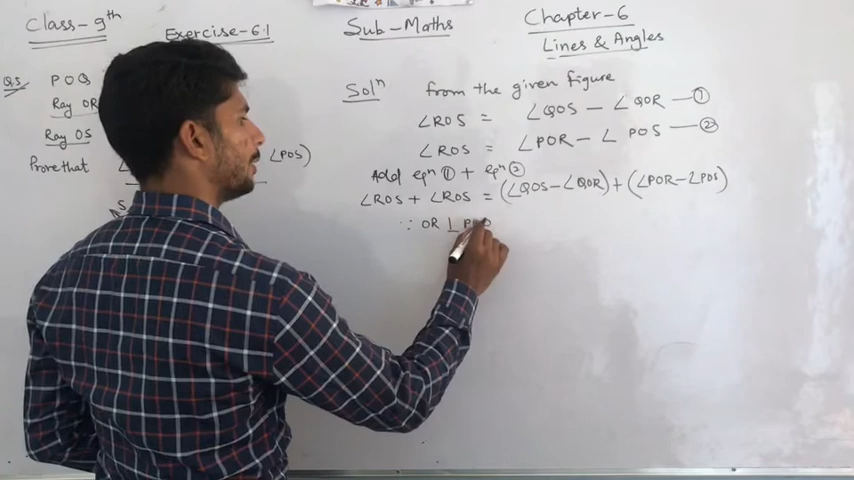 Class-9th
Exercise-6.1
Sub-Maths
Chapter-6
Lines & Angles
Q5
POQ
Ray OR
Ray OS
Prove that
∠POS)
S
Solⁿ from the given figure
∠ROS = ∠QOS - ∠QOR -①
∠ROS = ∠POR - ∠POS -②
Add eqⁿ ① + eqⁿ ②
∠ROS + ∠ROS = (∠QOS-∠QOR)+(∠POR-∠POS)
∵ OR ⊥